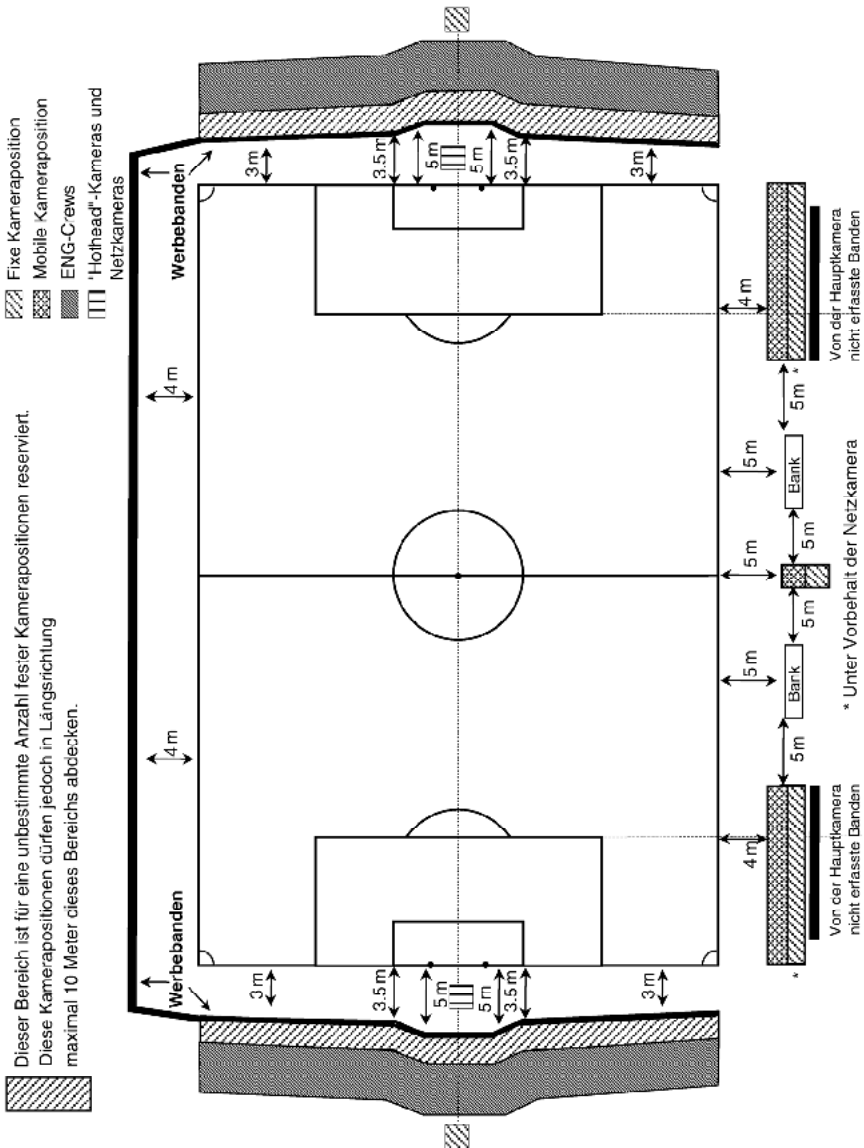 Dieser Bereich ist für eine unbestimmte Anzahl fester Kamerapositionen reserviert.
Diese Kamerapositionen dürfen jedoch in Längsrichtung
maximal 10 Meter dieses Bereichs abdecken.
Fixe Kameraposition
Mobile Kameraposition
ENG-Crews
"Hothead"-Kameras und
Netzkameras
Werbebanden
Werbebanden
4 m
4 m
3 m
3 m
3.5 m
3.5 m
5 m
5 m
5 m
5 m
3.5 m
3.5 m
3 m
3 m
4 m
5 m
5 m
5 m
4 m
5 m
Bank
5 m
5 m
Bank
5 m
*
*
Von der Hauptkamera
nicht erfasste Banden
* Unter Vorbehalt der Netzkamera
Von der Hauptkamera
nicht erfasste Banden